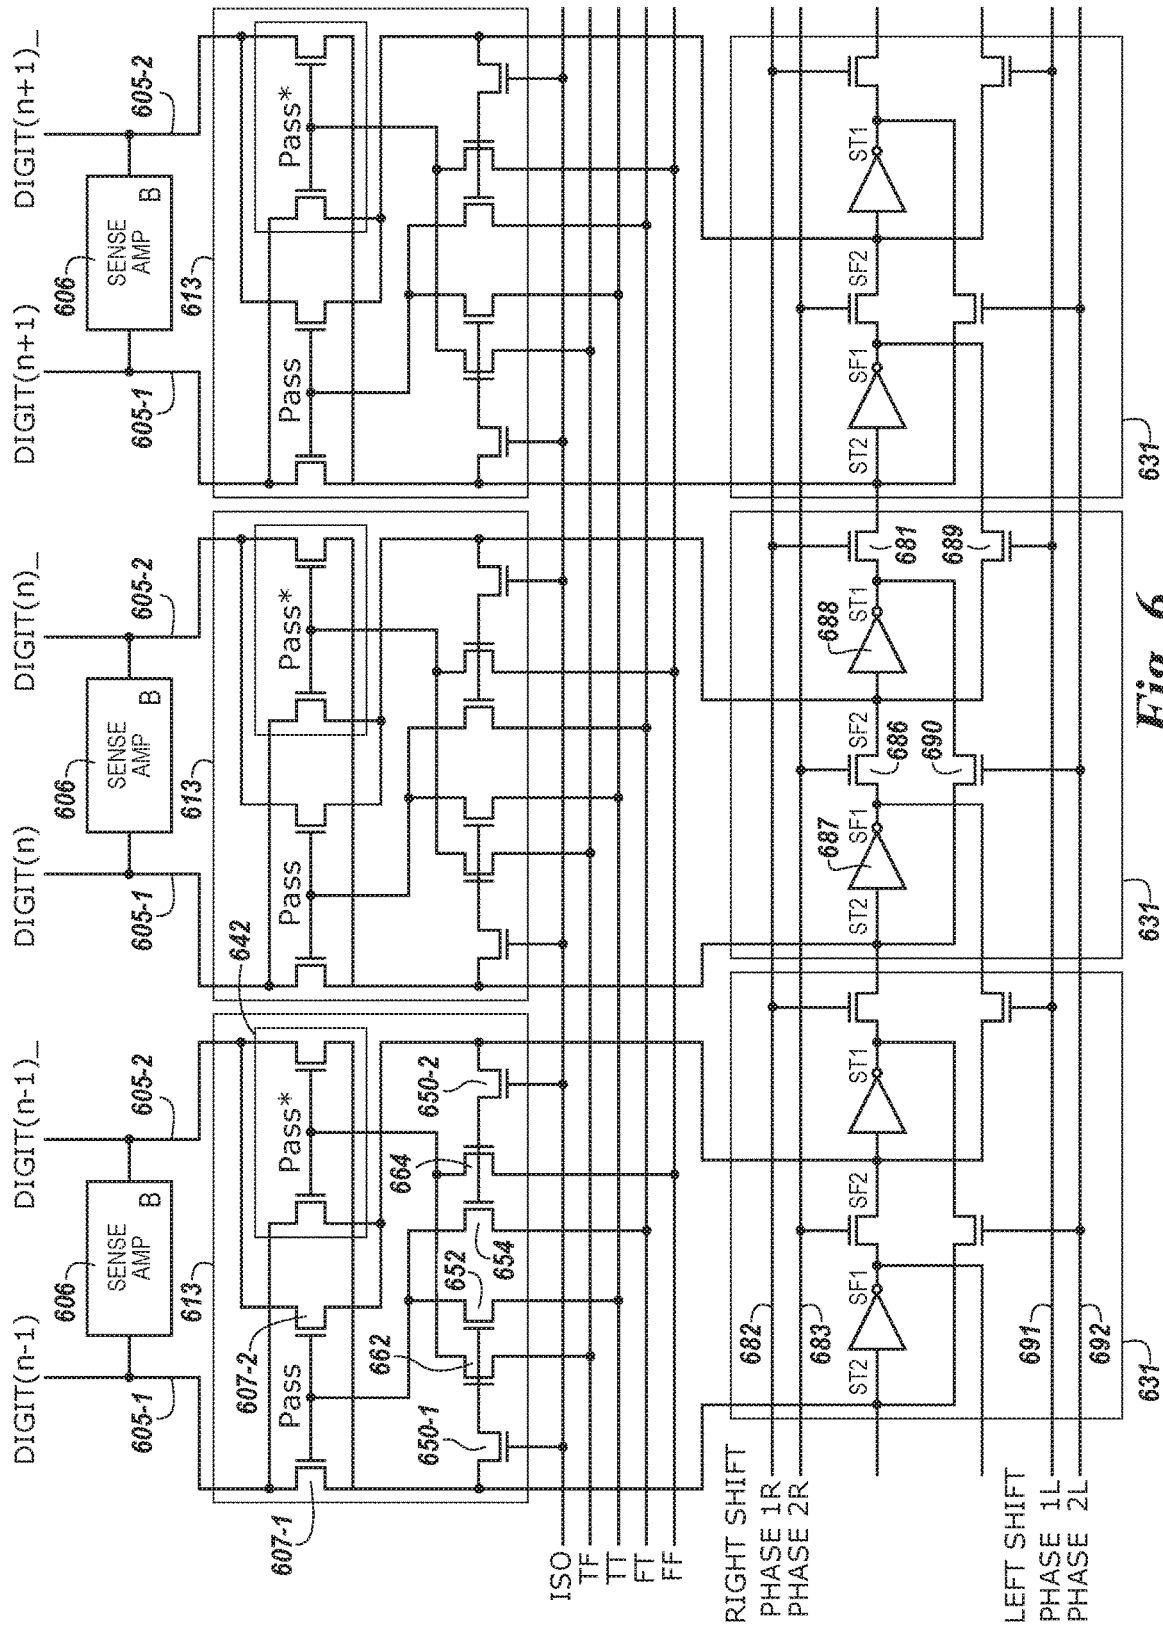 DIGIT(n-1) DIGIT(n-1)_ DIGIT(n) DIGIT(n)_ DIGIT(n+1) DIGIT(n+1)_
606 606 606
SENSE AMP B SENSE AMP B SENSE AMP B
605-1 605-2 605-1 605-2 605-1 605-2
613 642 613 613
607-1 Pass 607-2 Pass* Pass Pass* Pass Pass*
650-1 662 652 654 664 650-2
ISO
TF
TT
FT
FF
RIGHT SHIFT
PHASE 1R 682
PHASE 2R 683
ST2 SF1 SF2 ST1 ST2 687 SF1 SF2 688 ST1 ST2 SF1 SF2 ST1
686 681
690 689
LEFT SHIFT
PHASE 1L 691
PHASE 2L 692
631 631 631
Fig. 6